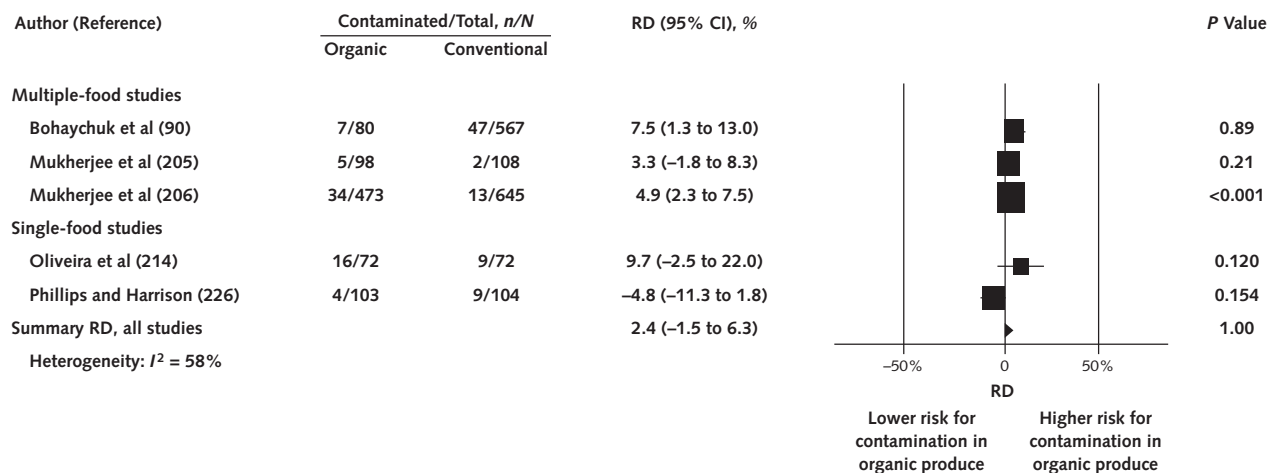 Author (Reference) Contaminated/Total, n/N RD (95% CI), % P Value
Organic Conventional
Multiple-food studies
Bohaychuk et al (90) 7/80 47/567 7.5 (1.3 to 13.0) 0.89
Mukherjee et al (205) 5/98 2/108 3.3 (–1.8 to 8.3) 0.21
Mukherjee et al (206) 34/473 13/645 4.9 (2.3 to 7.5) <0.001
Single-food studies
Oliveira et al (214) 16/72 9/72 9.7 (–2.5 to 22.0) 0.120
Phillips and Harrison (226) 4/103 9/104 –4.8 (–11.3 to 1.8) 0.154
Summary RD, all studies 2.4 (–1.5 to 6.3) 1.00
Heterogeneity: I² = 58%
–50% 0 50%
RD
Lower risk for Higher risk for
contamination in contamination in
organic produce organic produce